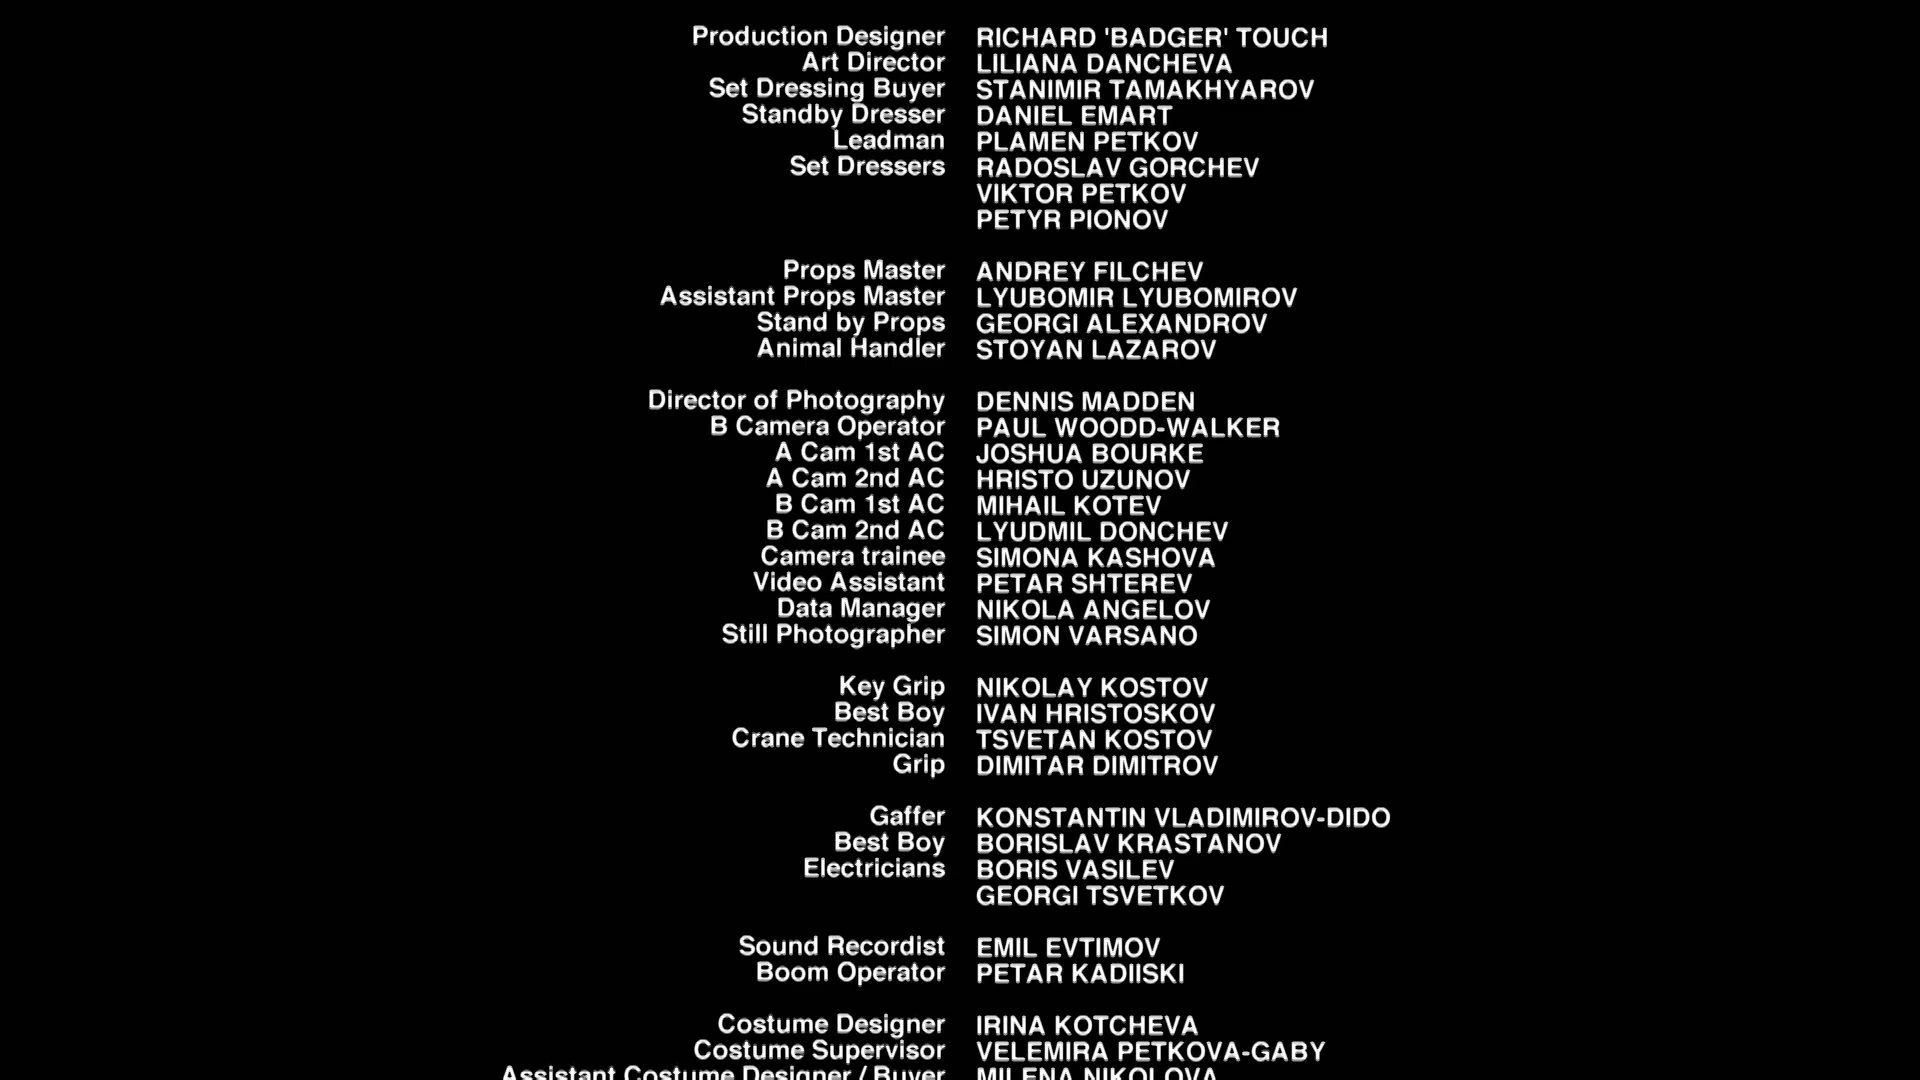 Production Designer RICHARD 'BADGER' TOUCH
Art Director LILIANA DANCHEVA
Set Dressing Buyer STANIMIR TAMAKHYAROV
Standby Dresser DANIEL EMART
Leadman PLAMEN PETKOV
Set Dressers RADOSLAV GORCHEV
VIKTOR PETKOV
PETYR PIONOV
Props Master ANDREY FILCHEV
Assistant Props Master LYUBOMIR LYUBOMIROV
Stand by Props GEORGI ALEXANDROV
Animal Handler STOYAN LAZAROV
Director of Photography DENNIS MADDEN
B Camera Operator PAUL WOODD-WALKER
A Cam 1st AC JOSHUA BOURKE
A Cam 2nd AC HRISTO UZUNOV
B Cam 1st AC MIHAIL KOTEV
B Cam 2nd AC LYUDMIL DONCHEV
Camera trainee SIMONA KASHOVA
Video Assistant PETAR SHTEREV
Data Manager NIKOLA ANGELOV
Still Photographer SIMON VARSANO
Key Grip NIKOLAY KOSTOV
Best Boy IVAN HRISTOSKOV
Crane Technician TSVETAN KOSTOV
Grip DIMITAR DIMITROV
Gaffer KONSTANTIN VLADIMIROV-DIDO
Best Boy BORISLAV KRASTANOV
Electricians BORIS VASILEV
GEORGI TSVETKOV
Sound Recordist EMIL EVTIMOV
Boom Operator PETAR KADIISKI
Costume Designer IRINA KOTCHEVA
Costume Supervisor VELEMIRA PETKOVA-GABY
Assistant Costume Designer / Buyer MILENA NIKOLOVA